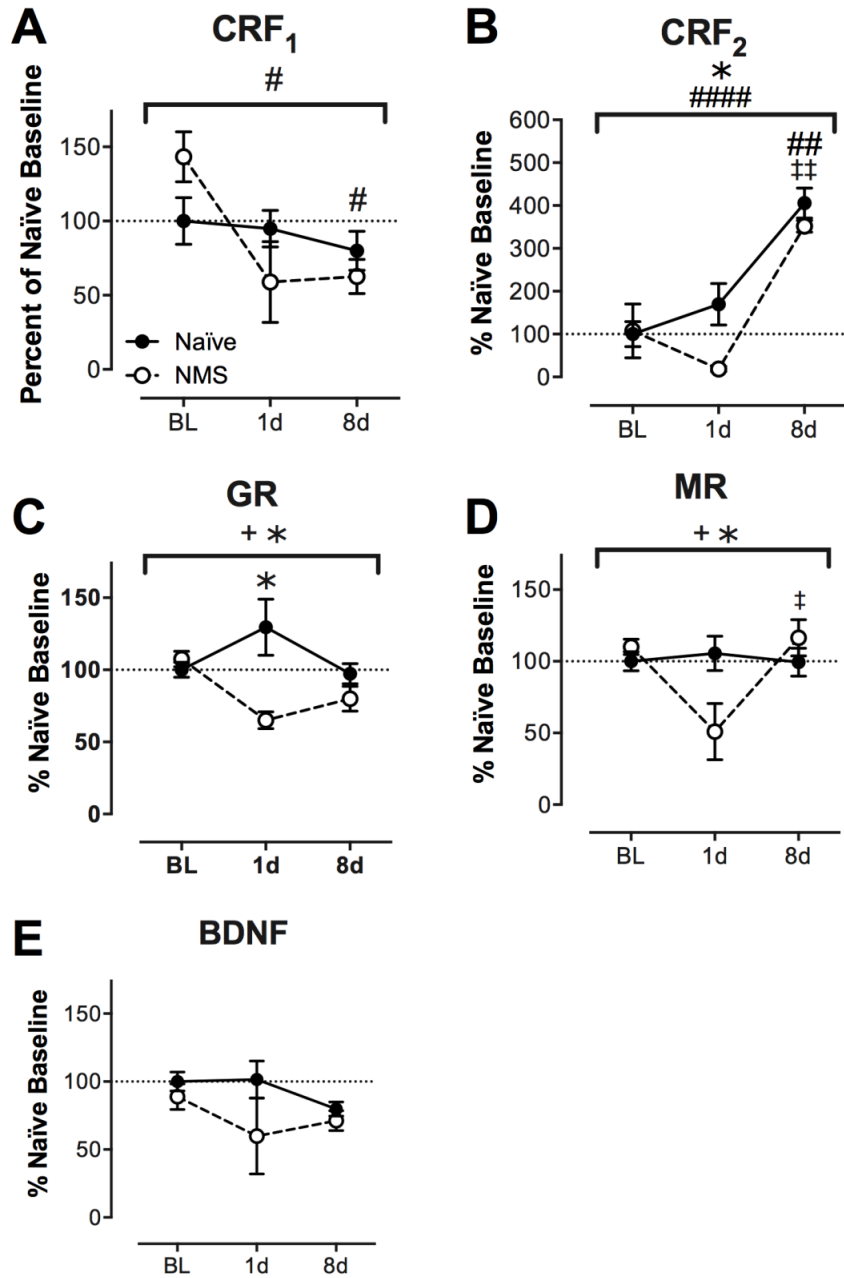 A
CRF1
#
Percent of Naïve Baseline
150
100
50
0
#
Naïve
NMS
BL 1d 8d
B
CRF2
*
####
% Naïve Baseline
600
500
400
300
200
100
0
##
‡‡
BL 1d 8d
C
GR
+ *
*
% Naïve Baseline
150
100
50
0
BL 1d 8d
D
MR
+ *
‡
% Naïve Baseline
150
100
50
0
BL 1d 8d
E
BDNF
% Naïve Baseline
150
100
50
0
BL 1d 8d